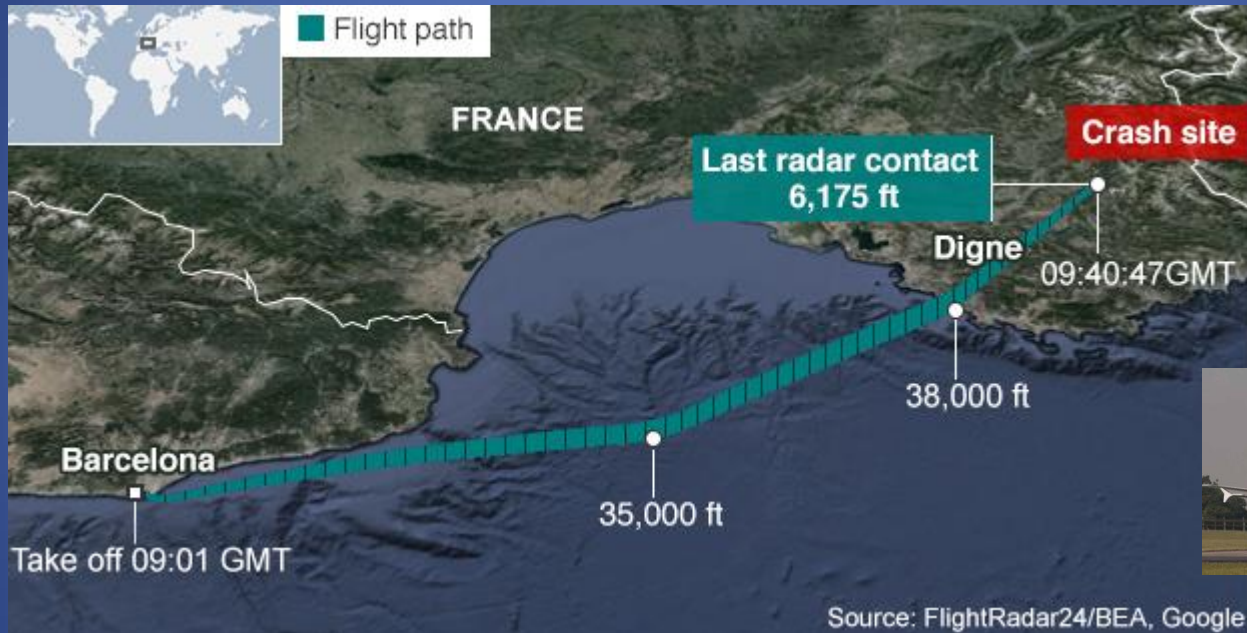 Flight path
FRANCE
Crash site
Last radar contact
6,175 ft
Digne
09:40:47GMT
38,000 ft
Barcelona
35,000 ft
Take off 09:01 GMT
Source: FlightRadar24/BEA, Google